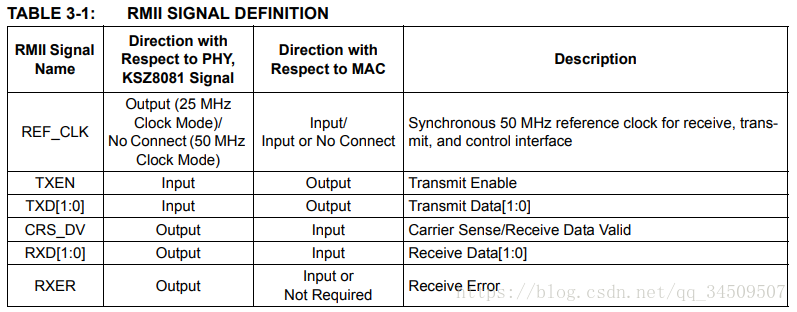 TABLE 3-1: RMII SIGNAL DEFINITION
RMII Signal Name
Direction with Respect to PHY, KSZ8081 Signal
Direction with Respect to MAC
Description
REF_CLK
Output (25 MHz
Clock Mode)/
No Connect (50 MHz
Clock Mode)
Input/
Input or No Connect
Synchronous 50 MHz reference clock for receive, trans-
mit, and control interface
TXEN Input Output Transmit Enable
TXD[1:0] Input Output Transmit Data[1:0]
CRS_DV Output Input Carrier Sense/Receive Data Valid
RXD[1:0] Output Input Receive Data[1:0]
RXER Output
Input or
Not Required
Receive Error
https://blog.csdn.net/qq_34509507